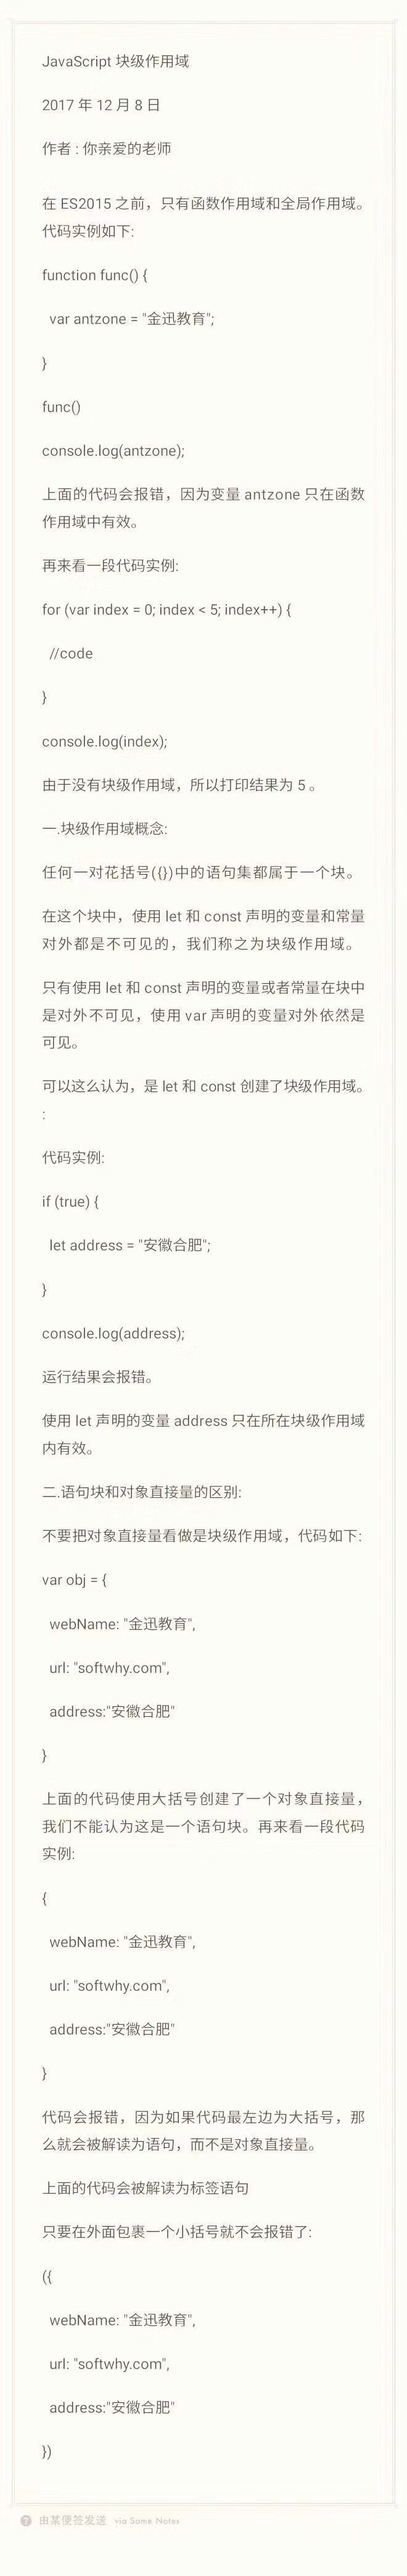 JavaScript 块级作用域
2017 年 12 月 8 日
作者 : 你亲爱的老师
在 ES2015 之前，只有函数作用域和全局作用域。
代码实例如下:
function func() {
  var antzone = "金迅教育";
}
func()
console.log(antzone);
上面的代码会报错，因为变量 antzone 只在函数
作用域中有效。
再来看一段代码实例:
for (var index = 0; index < 5; index++) {
  //code
}
console.log(index);
由于没有块级作用域，所以打印结果为 5 。
一.块级作用域概念:
任何一对花括号({})中的语句集都属于一个块。
在这个块中，使用 let 和 const 声明的变量和常量
对外都是不可见的，我们称之为块级作用域。
只有使用 let 和 const 声明的变量或者常量在块中
是对外不可见，使用 var 声明的变量对外依然是
可见。
可以这么认为，是 let 和 const 创建了块级作用域。
:
代码实例:
if (true) {
  let address = "安徽合肥";
}
console.log(address);
运行结果会报错。
使用 let 声明的变量 address 只在所在块级作用域
内有效。
二.语句块和对象直接量的区别:
不要把对象直接量看做是块级作用域，代码如下:
var obj = {
  webName: "金迅教育",
  url: "softwhy.com",
  address:"安徽合肥"
}
上面的代码使用大括号创建了一个对象直接量，
我们不能认为这是一个语句块。再来看一段代码
实例:
{
  webName: "金迅教育",
  url: "softwhy.com",
  address:"安徽合肥"
}
代码会报错，因为如果代码最左边为大括号，那
么就会被解读为语句，而不是对象直接量。
上面的代码会被解读为标签语句
只要在外面包裹一个小括号就不会报错了:
({
  webName: "金迅教育",
  url: "softwhy.com",
  address:"安徽合肥"
})
由某便签发送 via Some Notes